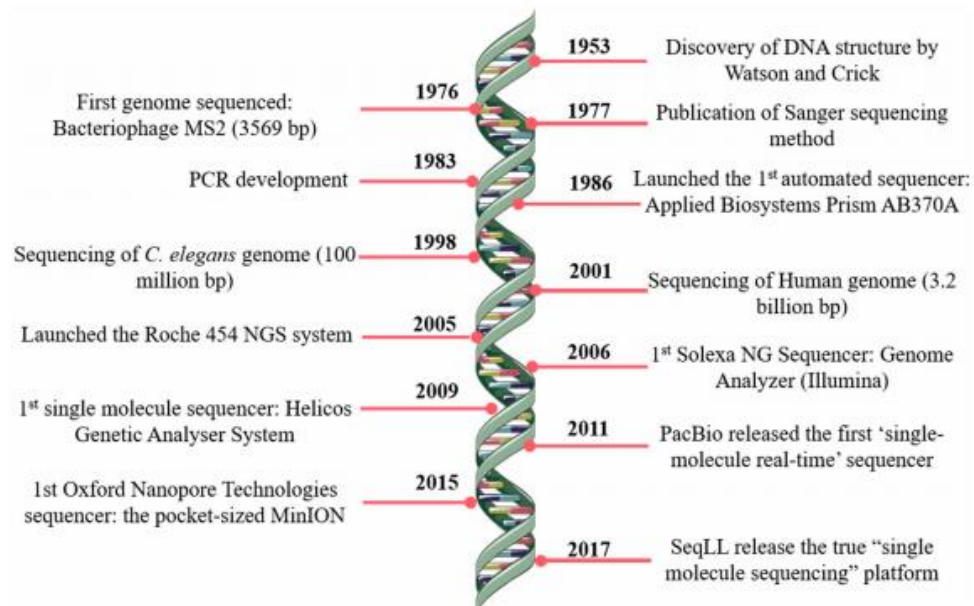 1953
Discovery of DNA structure by
Watson and Crick
1976
First genome sequenced:
Bacteriophage MS2 (3569 bp)
1977
Publication of Sanger sequencing
method
1983
PCR development
1986
Launched the 1st automated sequencer:
Applied Biosystems Prism AB370A
1998
Sequencing of C. elegans genome (100
million bp)
2001
Sequencing of Human genome (3.2
billion bp)
2005
Launched the Roche 454 NGS system
2006
1st Solexa NG Sequencer: Genome
Analyzer (Illumina)
2009
1st single molecule sequencer: Helicos
Genetic Analyser System
2011
PacBio released the first ‘single-
molecule real-time’ sequencer
2015
1st Oxford Nanopore Technologies
sequencer: the pocket-sized MinION
2017
SeqLL release the true “single
molecule sequencing” platform